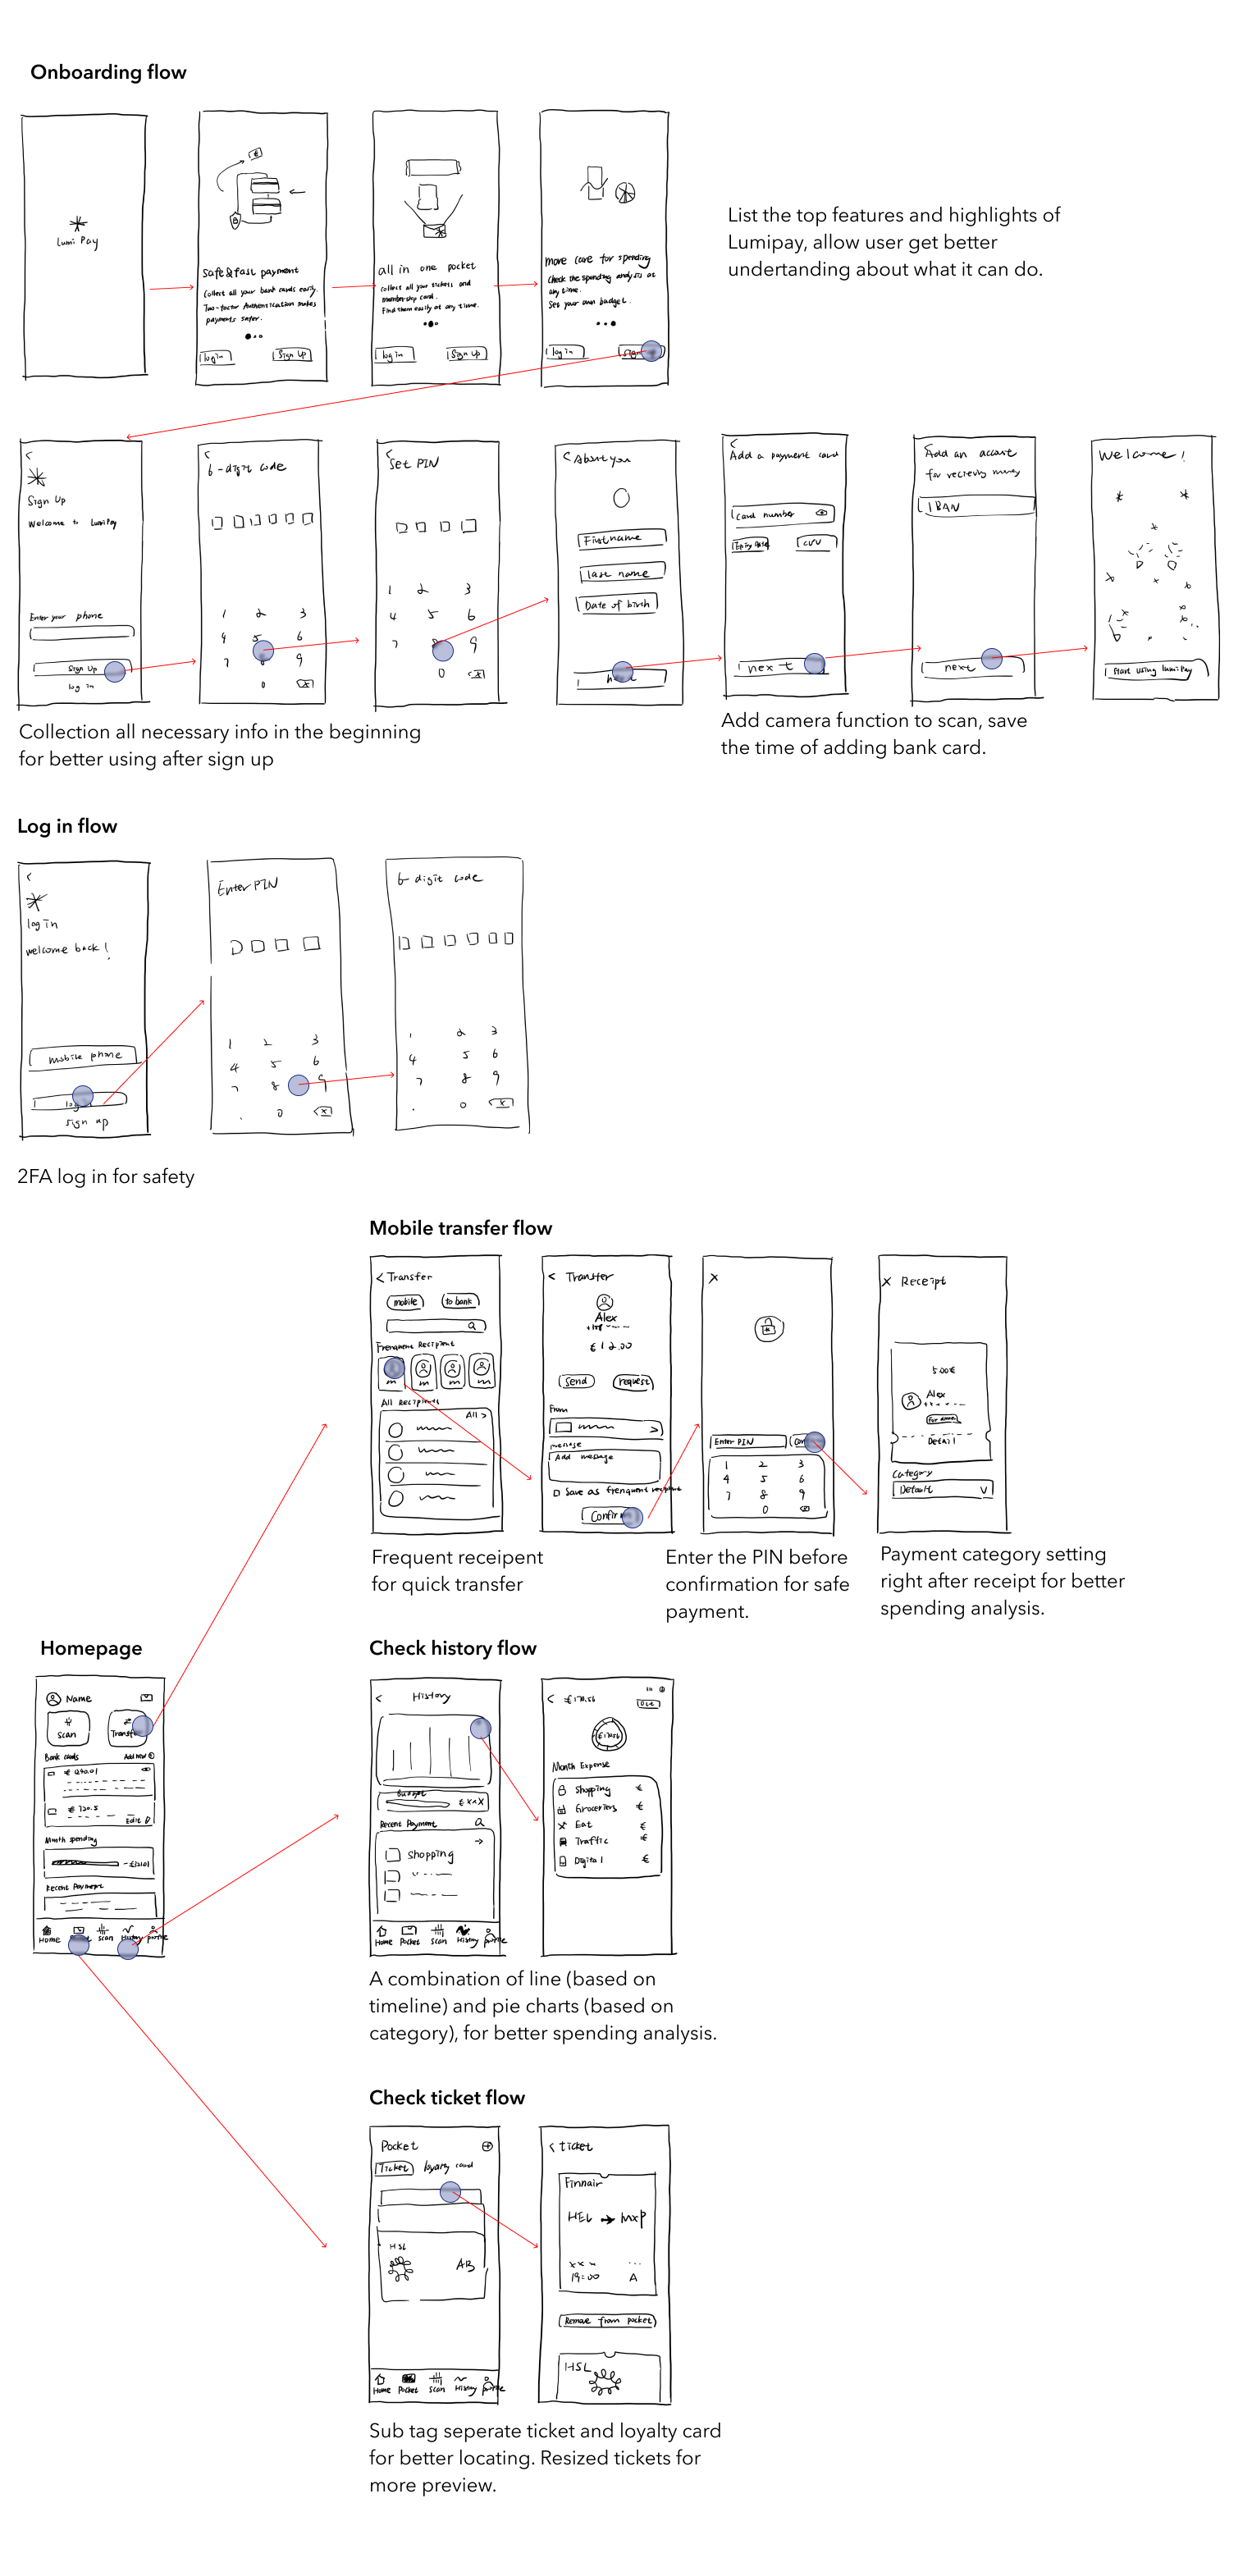 Onboarding flow
Lumi Pay
Safe&fast payment
Collect all your bank cards easily.
Two-factor Authentication makes
payments safer.
log in
Sign Up
all in one pocket
collect all your tickets and
membership card.
Find them easily at any time.
log in
Sign Up
more care for spending
Check the spending analysis at
any time.
Set your own budget.
log in
List the top features and highlights of
Lumipay, allow user get better
undertanding about what it can do.
<
Sign Up
Welcome to LumiPay
Enter your phone
Sign Up
log in
<
6-digit code
1 2 3
4 5 6
7 8 9
0
<
Set PIN
1 2 3
4 5 6
7 8 9
0
< About you
First name
last name
Date of birth
<
Add a payment card
Card number
CVV
next
Add an account
for recieving money
IBAN
next
Welcome!
Start using LumiPay
Collection all necessary info in the beginning
for better using after sign up
Add camera function to scan, save
the time of adding bank card.
Log in flow
<
log in
welcome back!
mobile phone
sign up
Enter PIN
1 2 3
4 5 6
7 8 9
. 0
6 digit code
1 2 3
4 5 6
7 8 9
. 0
2FA log in for safety
Mobile transfer flow
< Transfer
mobile
to bank
Frenquent Recipient
All Recipients
All >
< Transfer
Alex
€12.00
send
request
From
message
Add message
Save as frenquent recipient
Confirm
X
Enter PIN
1 2 3
4 5 6
7 8 9
0
X Receipt
5.00€
Alex
Detail
Category
Default
Frequent receipent
for quick transfer
Enter the PIN before
confirmation for safe
payment.
Payment category setting
right after receipt for better
spending analysis.
Homepage
Name
Scan
Transfer
Bank cards
Add new
€ 1290.01
€ 720.5
Edit
Month spending
Recent Payment
Home
scan
History
profile
Check history flow
< History
Budget
€ xxx
Recent Payment
shopping
Home
Pocket
scan
History
profile
<
Month Expense
Shopping €
Groceries €
Eat €
Traffic €
Digital €
A combination of line (based on
timeline) and pie charts (based on
category), for better spending analysis.
Check ticket flow
Pocket
Ticket
loyalty card
HSL
AB
Home
Pocket
scan
History
profile
< ticket
Finnair
HEL → MXP
x x x
19:00 A
Remove from pocket
HSL
Sub tag seperate ticket and loyalty card
for better locating. Resized tickets for
more preview.